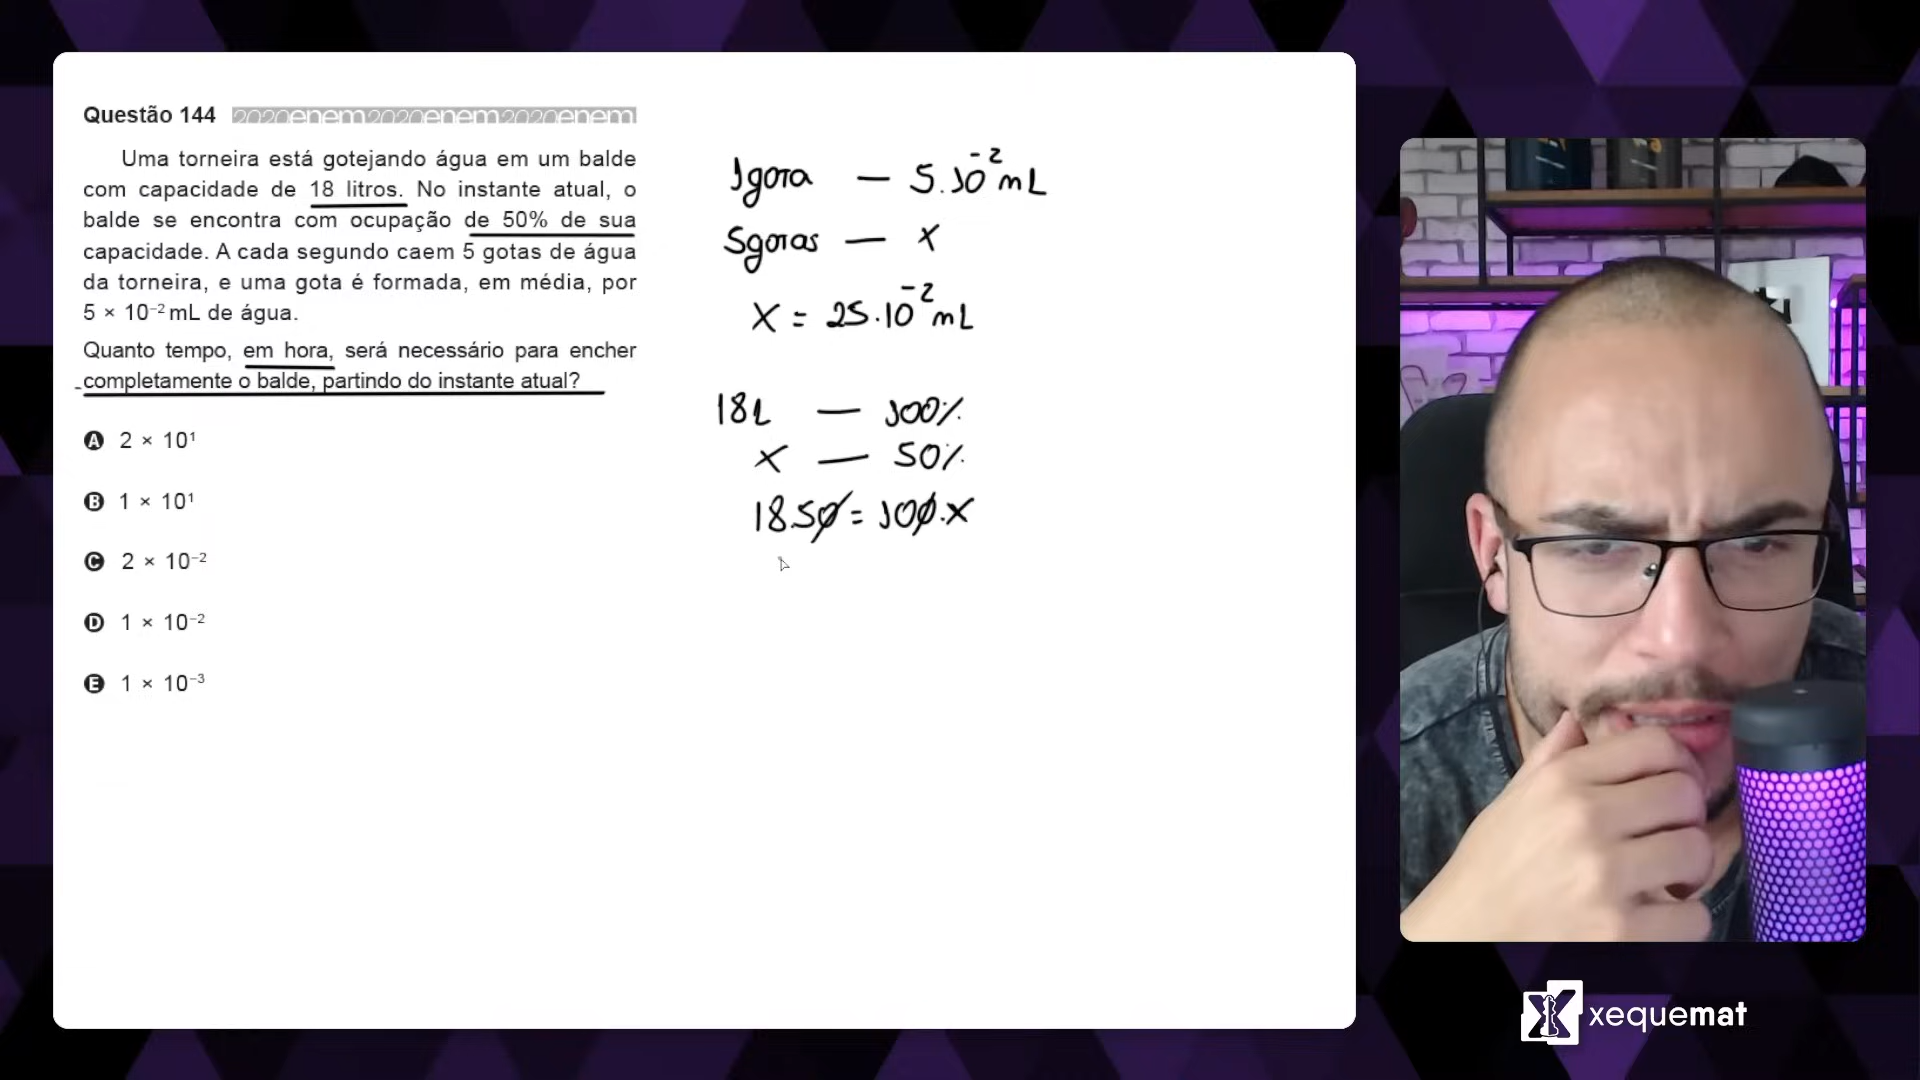 Questão 144 2020enem2020enem2020enem
Uma torneira está gotejando água em um balde
com capacidade de 18 litros. No instante atual, o
balde se encontra com ocupação de 50% de sua
capacidade. A cada segundo caem 5 gotas de água
da torneira, e uma gota é formada, em média, por
5 × 10⁻² mL de água.
Quanto tempo, em hora, será necessário para encher
completamente o balde, partindo do instante atual?
A 2 × 10¹
B 1 × 10¹
C 2 × 10⁻²
D 1 × 10⁻²
E 1 × 10⁻³
1gota — 5.10⁻² mL
5gotas — X
X = 25.10⁻² mL
18L — 100%
X — 50%
18.50 = 100.X
xequemat